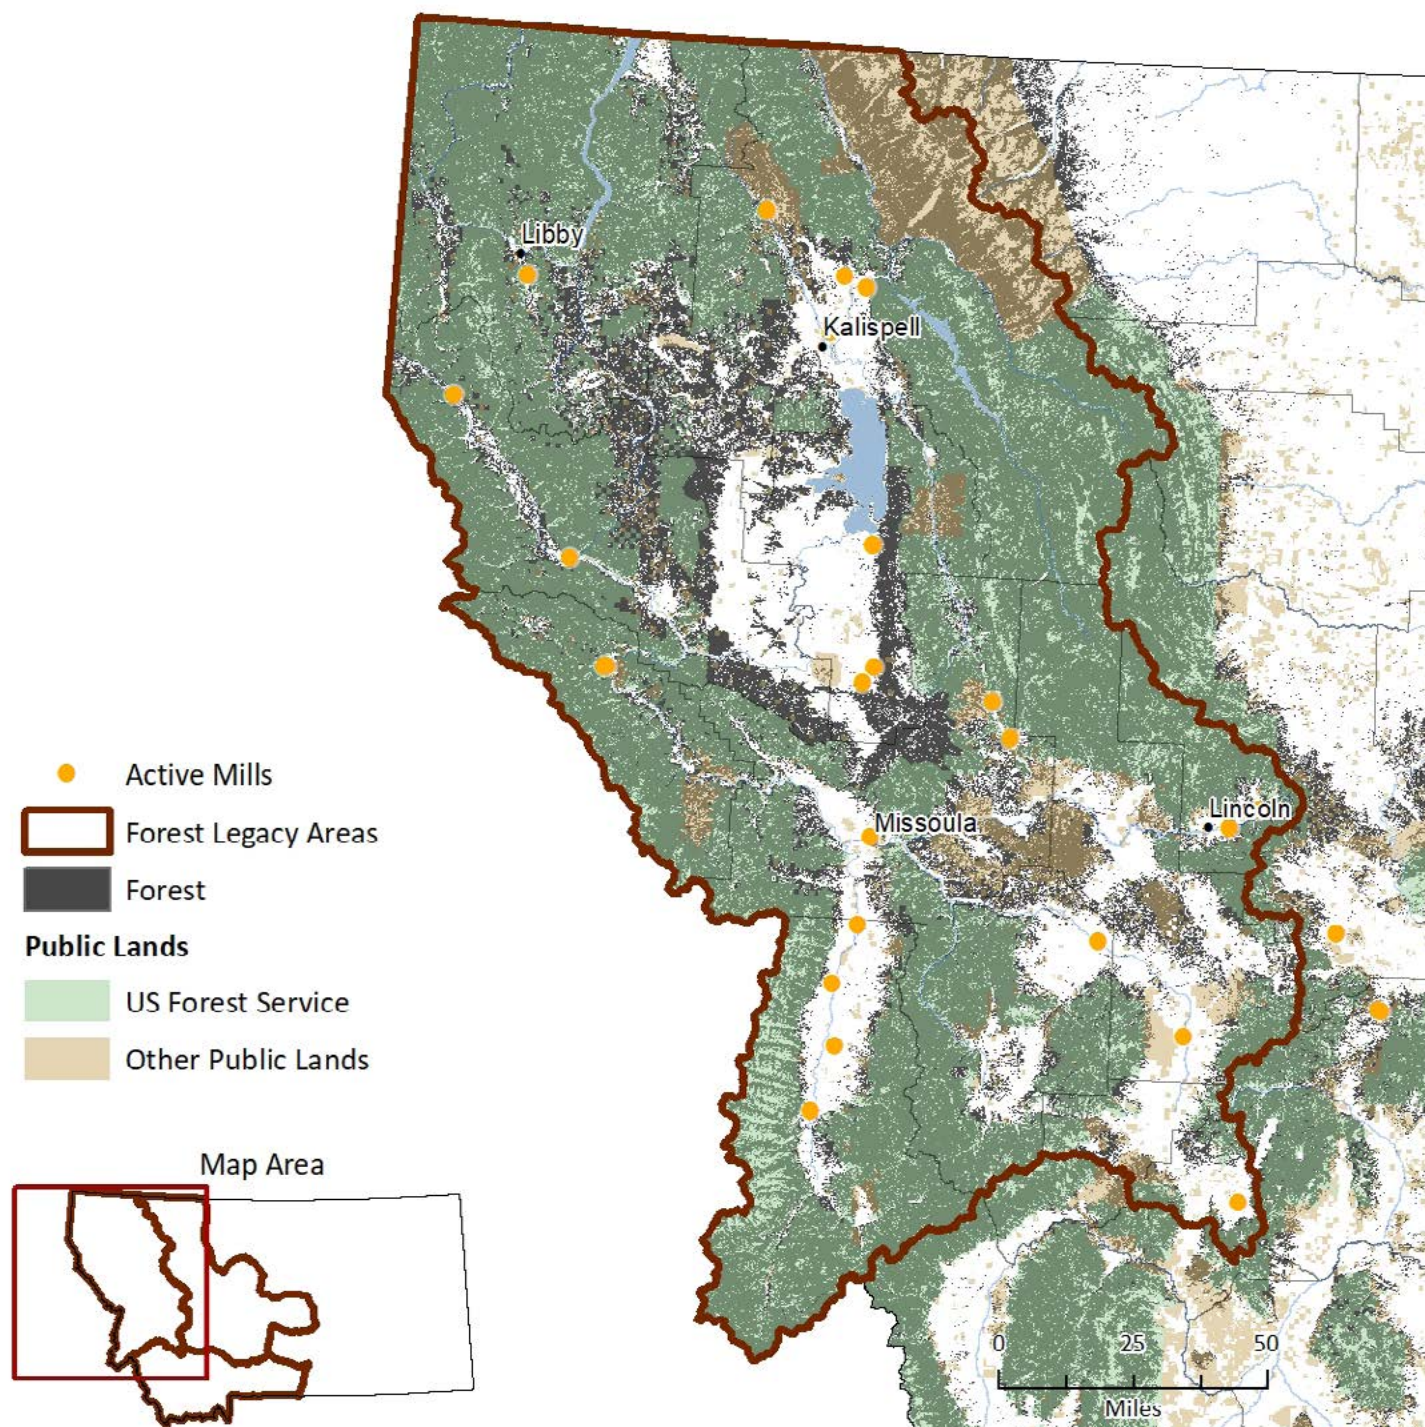 Libby
Kalispell
Missoula
Lincoln
Active Mills
Forest Legacy Areas
Forest
Public Lands
US Forest Service
Other Public Lands
Map Area
0 25 50
Miles